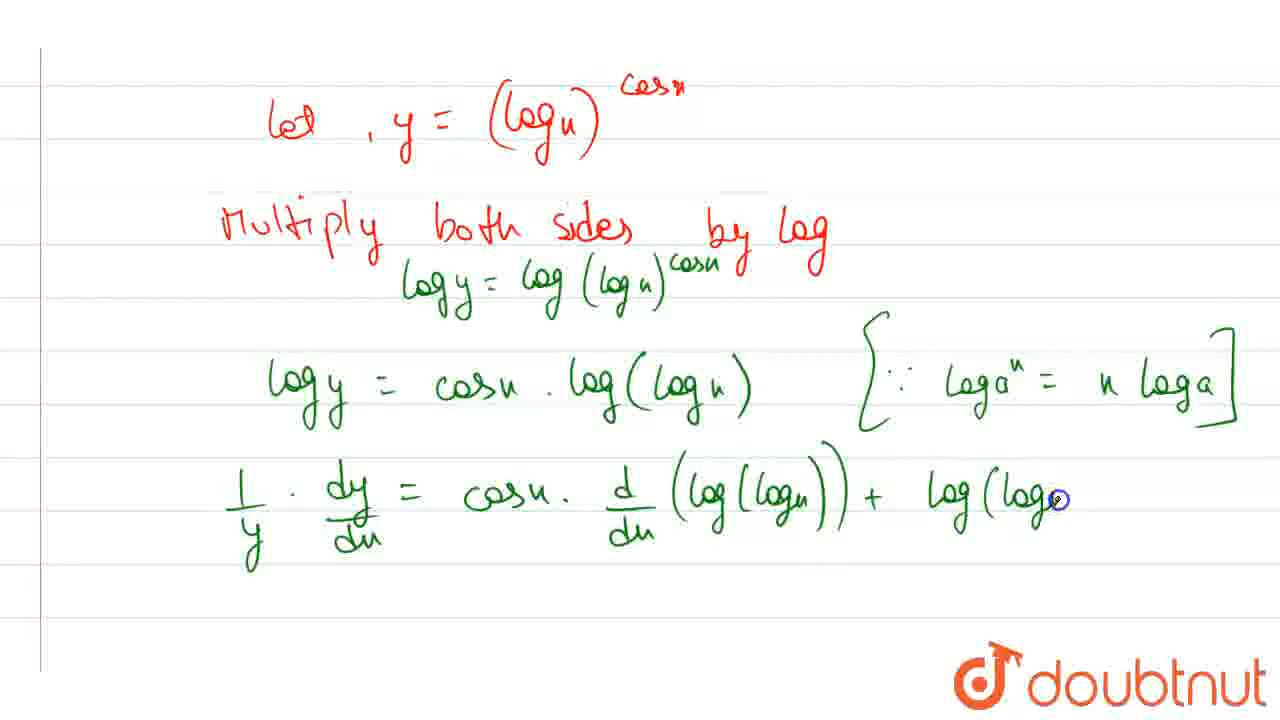 let , y = (log x)^cos x
Multiply both sides by log
log y = log (log x)^cos x
log y = cos x . log (log x) [∵ log a^x = x log a]
1/y . dy/dx = cos x . d/dx (log (log x)) + log (log
doubtnut